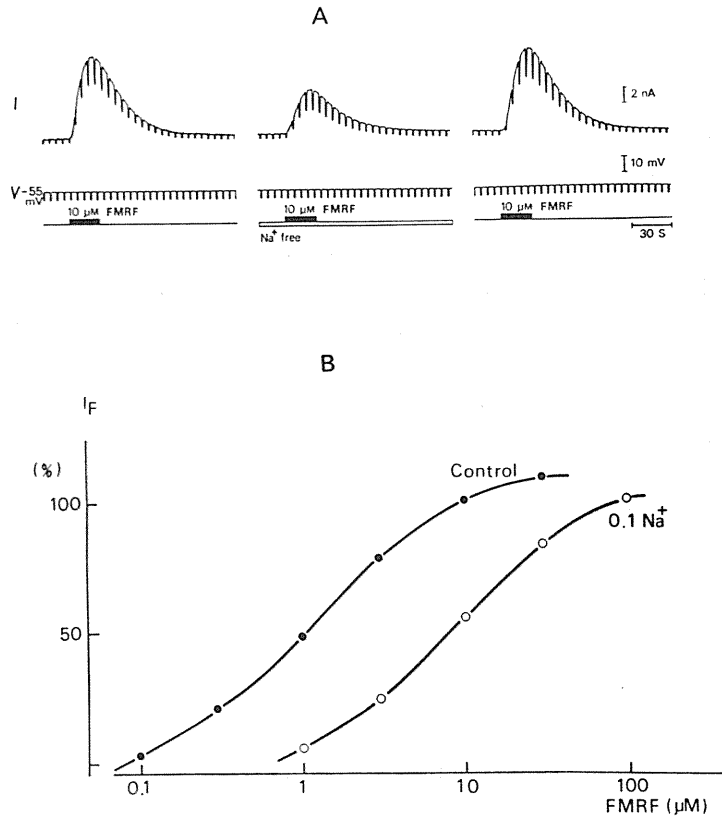 A
I
2 nA
10 mV
V -55 mV
10 µM FMRF
10 µM FMRF
10 µM FMRF
Na+ free
30 S
B
IF
(%)
Control
100
0.1 Na+
50
0.1 1 10 100
FMRF (µM)